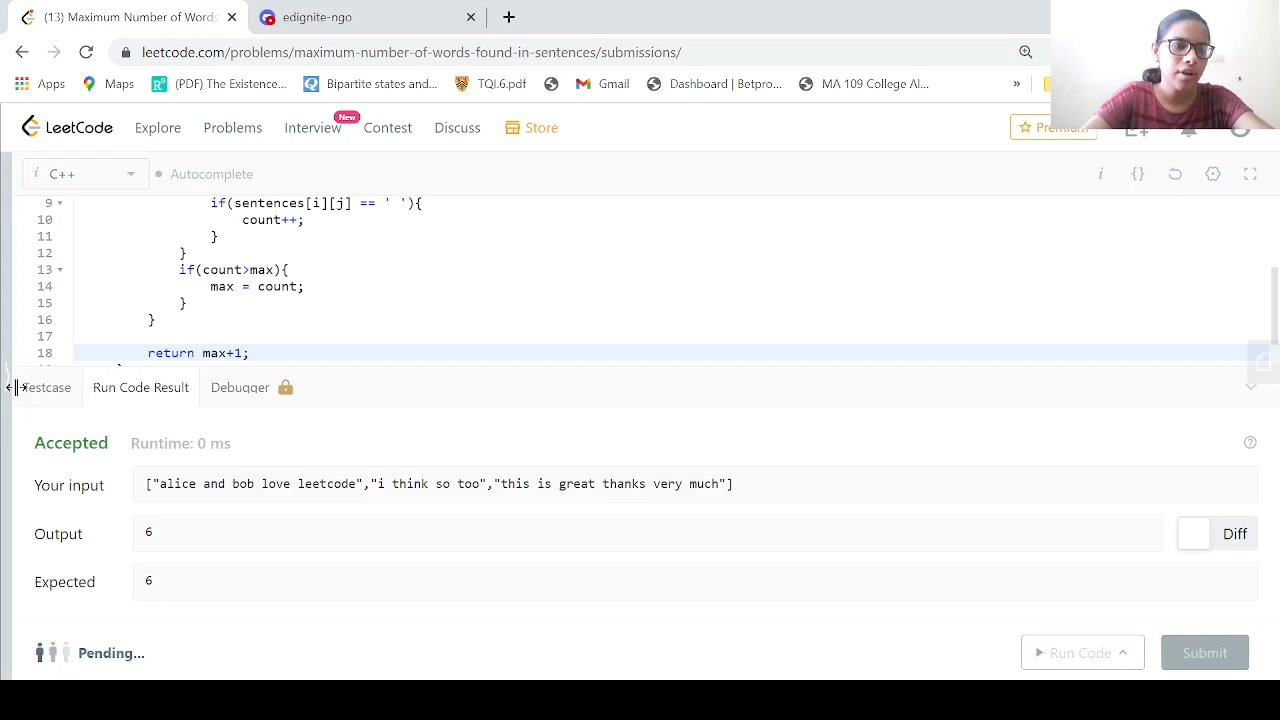 (13) Maximum Number of Words
edignite-ngo
leetcode.com/problems/maximum-number-of-words-found-in-sentences/submissions/
Apps
Maps
(PDF) The Existence...
Bipartite states and...
QI.6.pdf
Gmail
Dashboard | Betpro...
MA 109 College Al...
»
LeetCode
Explore
Problems
Interview
New
Contest
Discuss
Store
i C++
Autocomplete
9 if(sentences[i][j] == ' '){
10 count++;
11 }
12 }
13 if(count>max){
14 max = count;
15 }
16 }
17
18 return max+1;
Testcase
Run Code Result
Debugger
Accepted
Runtime: 0 ms
Your input
["alice and bob love leetcode","i think so too","this is great thanks very much"]
Output
6
Diff
Expected
6
Pending...
Run Code
Submit